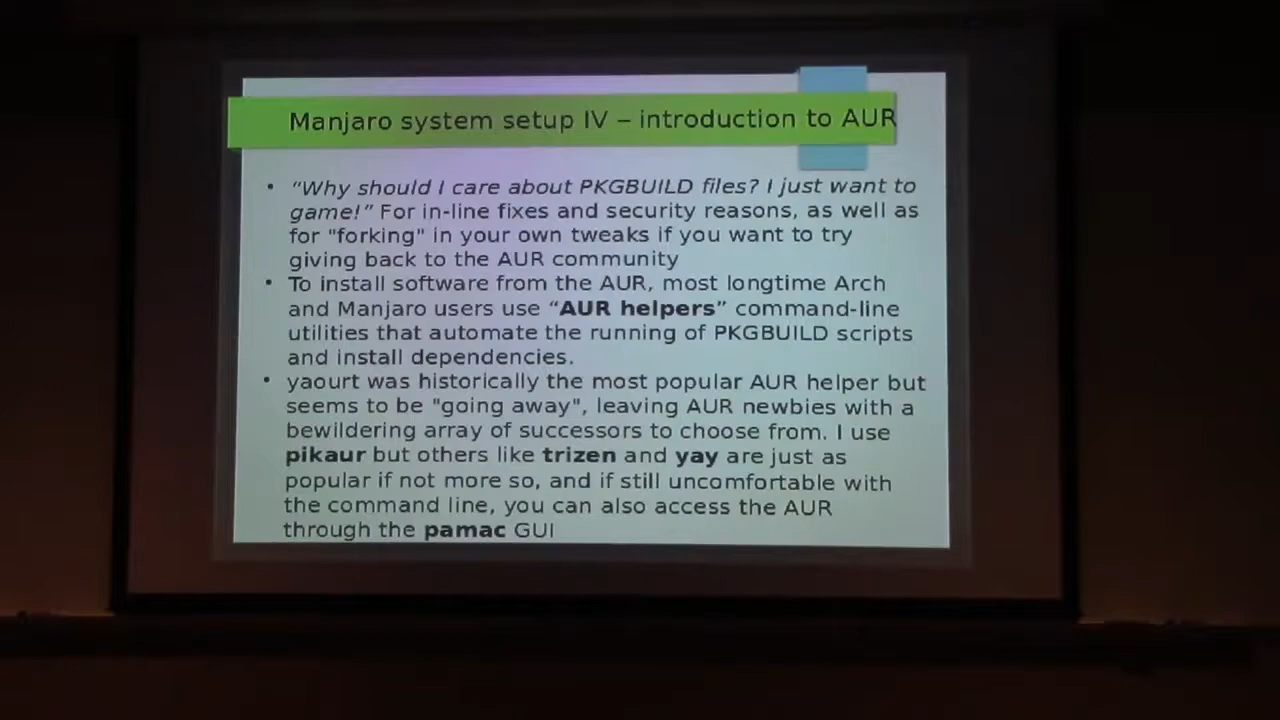 Manjaro system setup IV – introduction to AUR
• “Why should I care about PKGBUILD files? I just want to
game!” For in-line fixes and security reasons, as well as
for "forking" in your own tweaks if you want to try
giving back to the AUR community
• To install software from the AUR, most longtime Arch
and Manjaro users use “AUR helpers” command-line
utilities that automate the running of PKGBUILD scripts
and install dependencies.
• yaourt was historically the most popular AUR helper but
seems to be "going away", leaving AUR newbies with a
bewildering array of successors to choose from. I use
pikaur but others like trizen and yay are just as
popular if not more so, and if still uncomfortable with
the command line, you can also access the AUR
through the pamac GUI